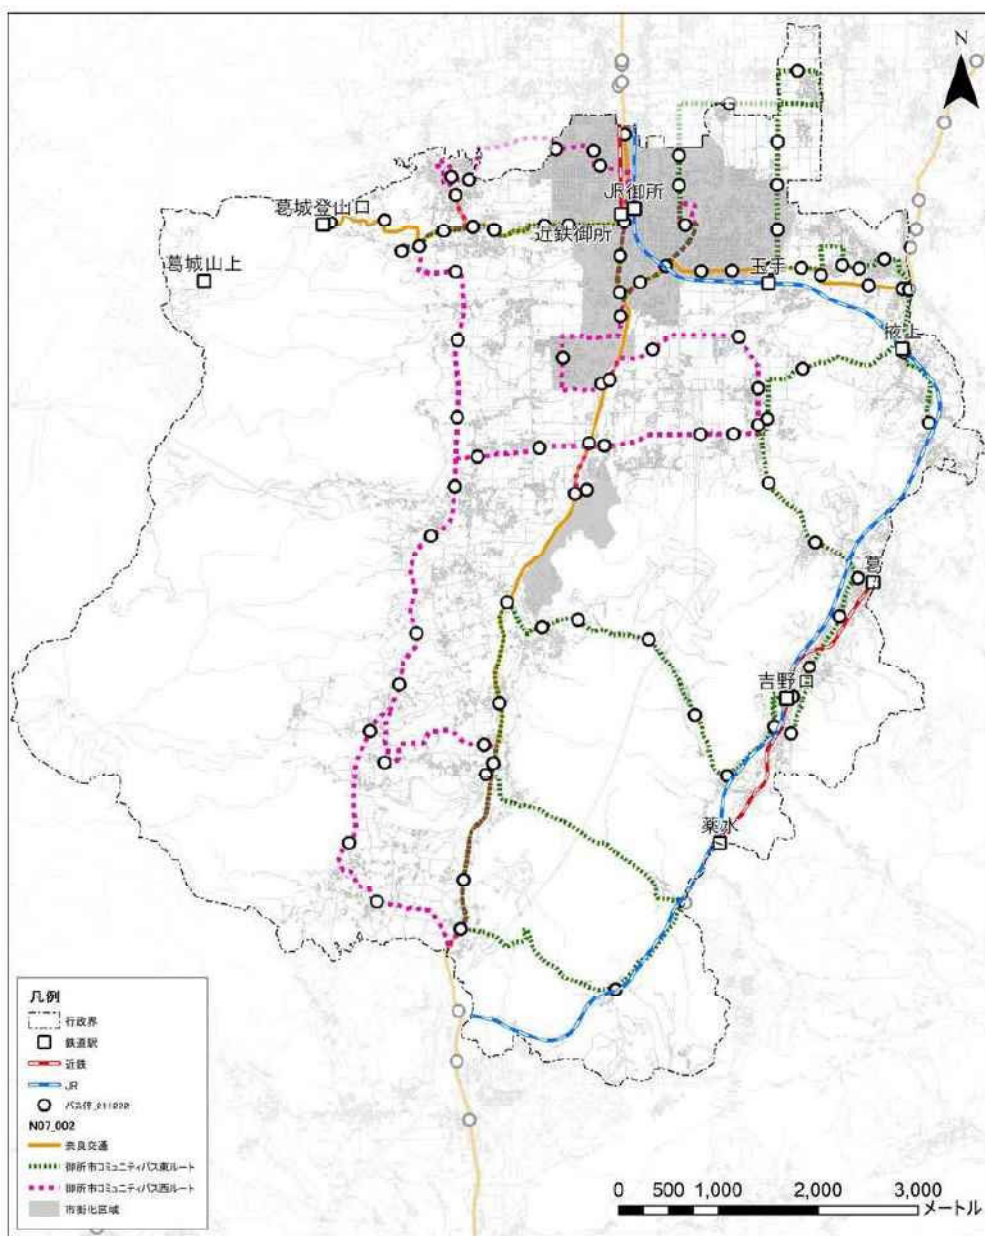 N
JR御所
葛城登山口
近鉄御所
葛城山上
玉手
掖上
葛
吉野口
薬水
凡例
行政界
鉄道駅
近鉄
JR
N07_002
奈良交通
御所市コミュニティバス東ルート
御所市コミュニティバス西ルート
市街化区域
0 500 1,000 2,000 3,000
メートル